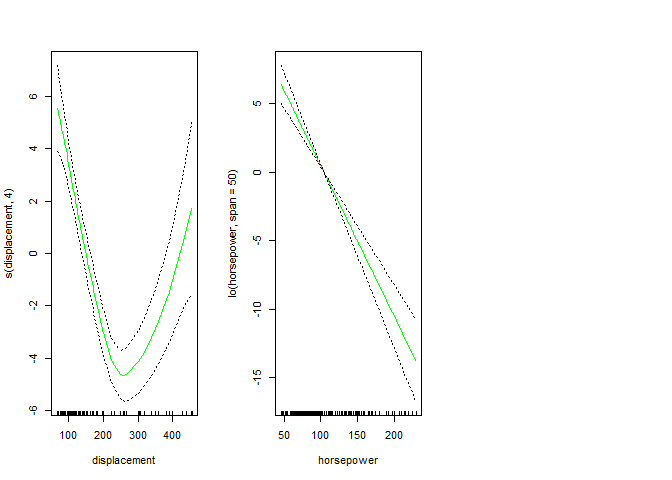 s(displacement, 4)
6
4
2
0
-2
-4
-6
100 200 300 400
displacement
lo(horsepower, span = 50)
5
0
-5
-10
-15
50 100 150 200
horsepower